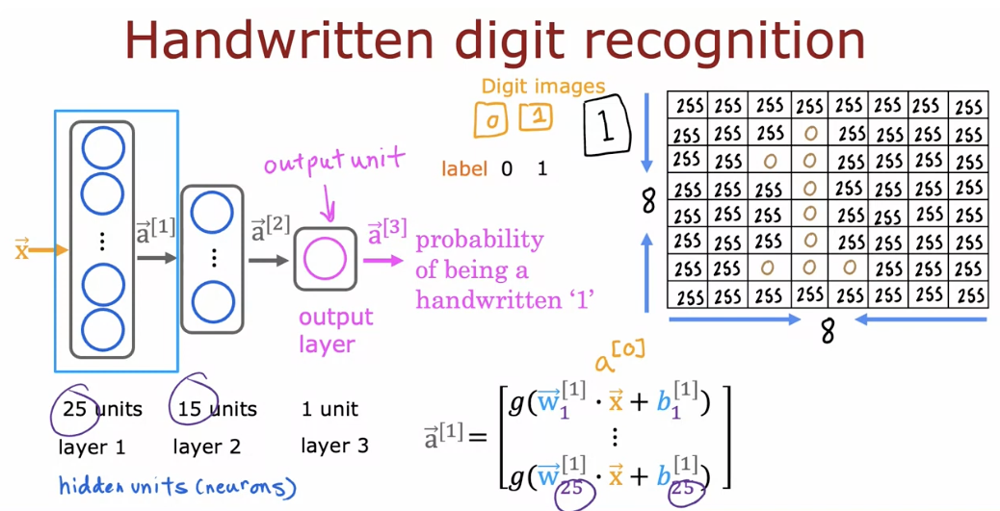 Handwritten digit recognition
Digit images
0 1
1
label 0 1
output unit
x⃗
a⃗[1]
⋮
a⃗[2]
⋮
a⃗[3]
probability
of being a
handwritten ‘1’
output
layer
25 units 15 units 1 unit
layer 1 layer 2 layer 3
hidden units (neurons)
255 255 255 255 255 255 255 255
255 255 255 0 255 255 255 255
255 255 0 0 255 255 255 255
255 255 255 0 255 255 255 255
255 255 255 0 255 255 255 255
255 255 255 0 255 255 255 255
255 255 0 0 0 255 255 255
255 255 255 255 255 255 255 255
8
8
a[0]
g(w⃗1[1] · x⃗ + b1[1])
a⃗[1] = ⋮
g(w⃗25[1] · x⃗ + b25[1])